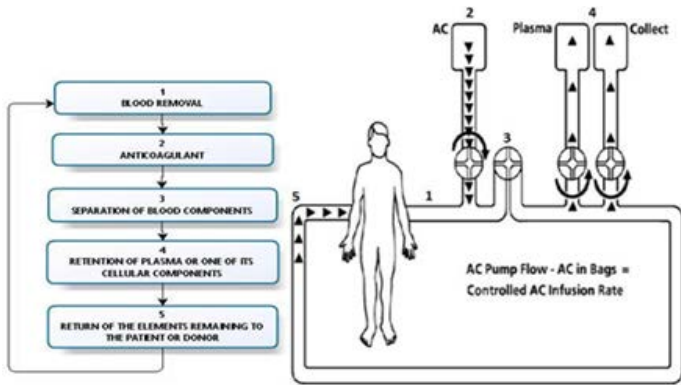 1
BLOOD REMOVAL
2
ANTICOAGULANT
3
SEPARATION OF BLOOD COMPONENTS
4
RETENTION OF PLASMA OR ONE OF ITS
CELLULAR COMPONENTS
5
RETURN OF THE ELEMENTS REMAINING TO
THE PATIENT OR DONOR
2
4
AC
Plasma
Collect
3
5
1
AC Pump Flow - AC in Bags =
Controlled AC Infusion Rate